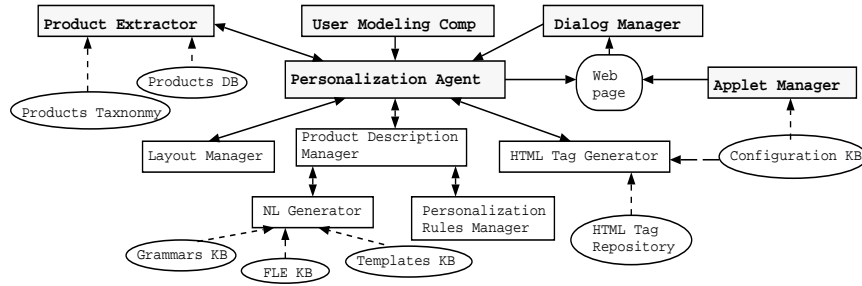 Product Extractor
User Modeling Comp
Dialog Manager
Products DB
Personalization Agent
Web
page
Applet Manager
Products Taxnonmy
Layout Manager
Product Description
Manager
HTML Tag Generator
Configuration KB
NL Generator
Personalization
Rules Manager
HTML Tag
Repository
Grammars KB
FLE KB
Templates KB